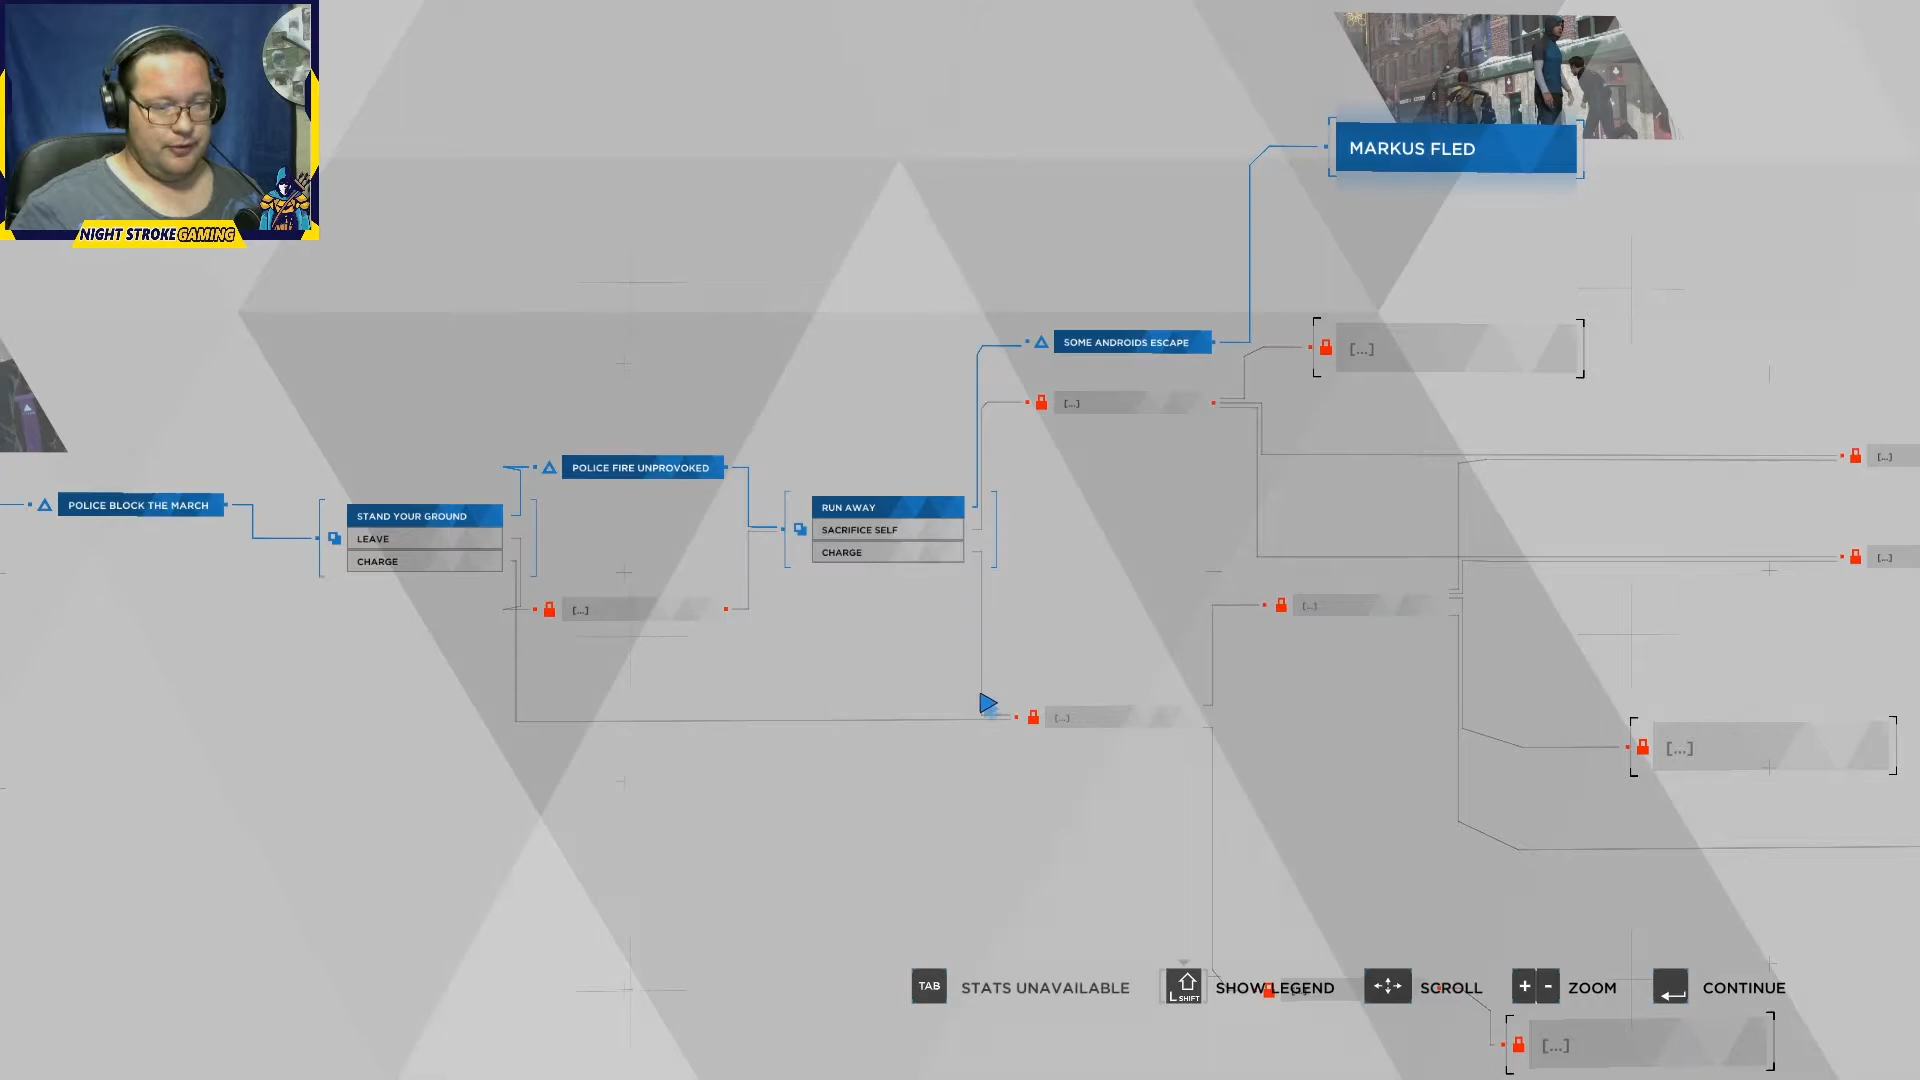 NIGHT STROKE GAMING
MARKUS FLED
SOME ANDROIDS ESCAPE
[...]
[...]
POLICE FIRE UNPROVOKED
[...]
POLICE BLOCK THE MARCH
STAND YOUR GROUND
LEAVE
CHARGE
RUN AWAY
SACRIFICE SELF
CHARGE
[...]
[...]
[...]
[...]
[...]
TAB STATS UNAVAILABLE
L SHIFT SHOW LEGEND
SCROLL
+ - ZOOM
CONTINUE
[...]